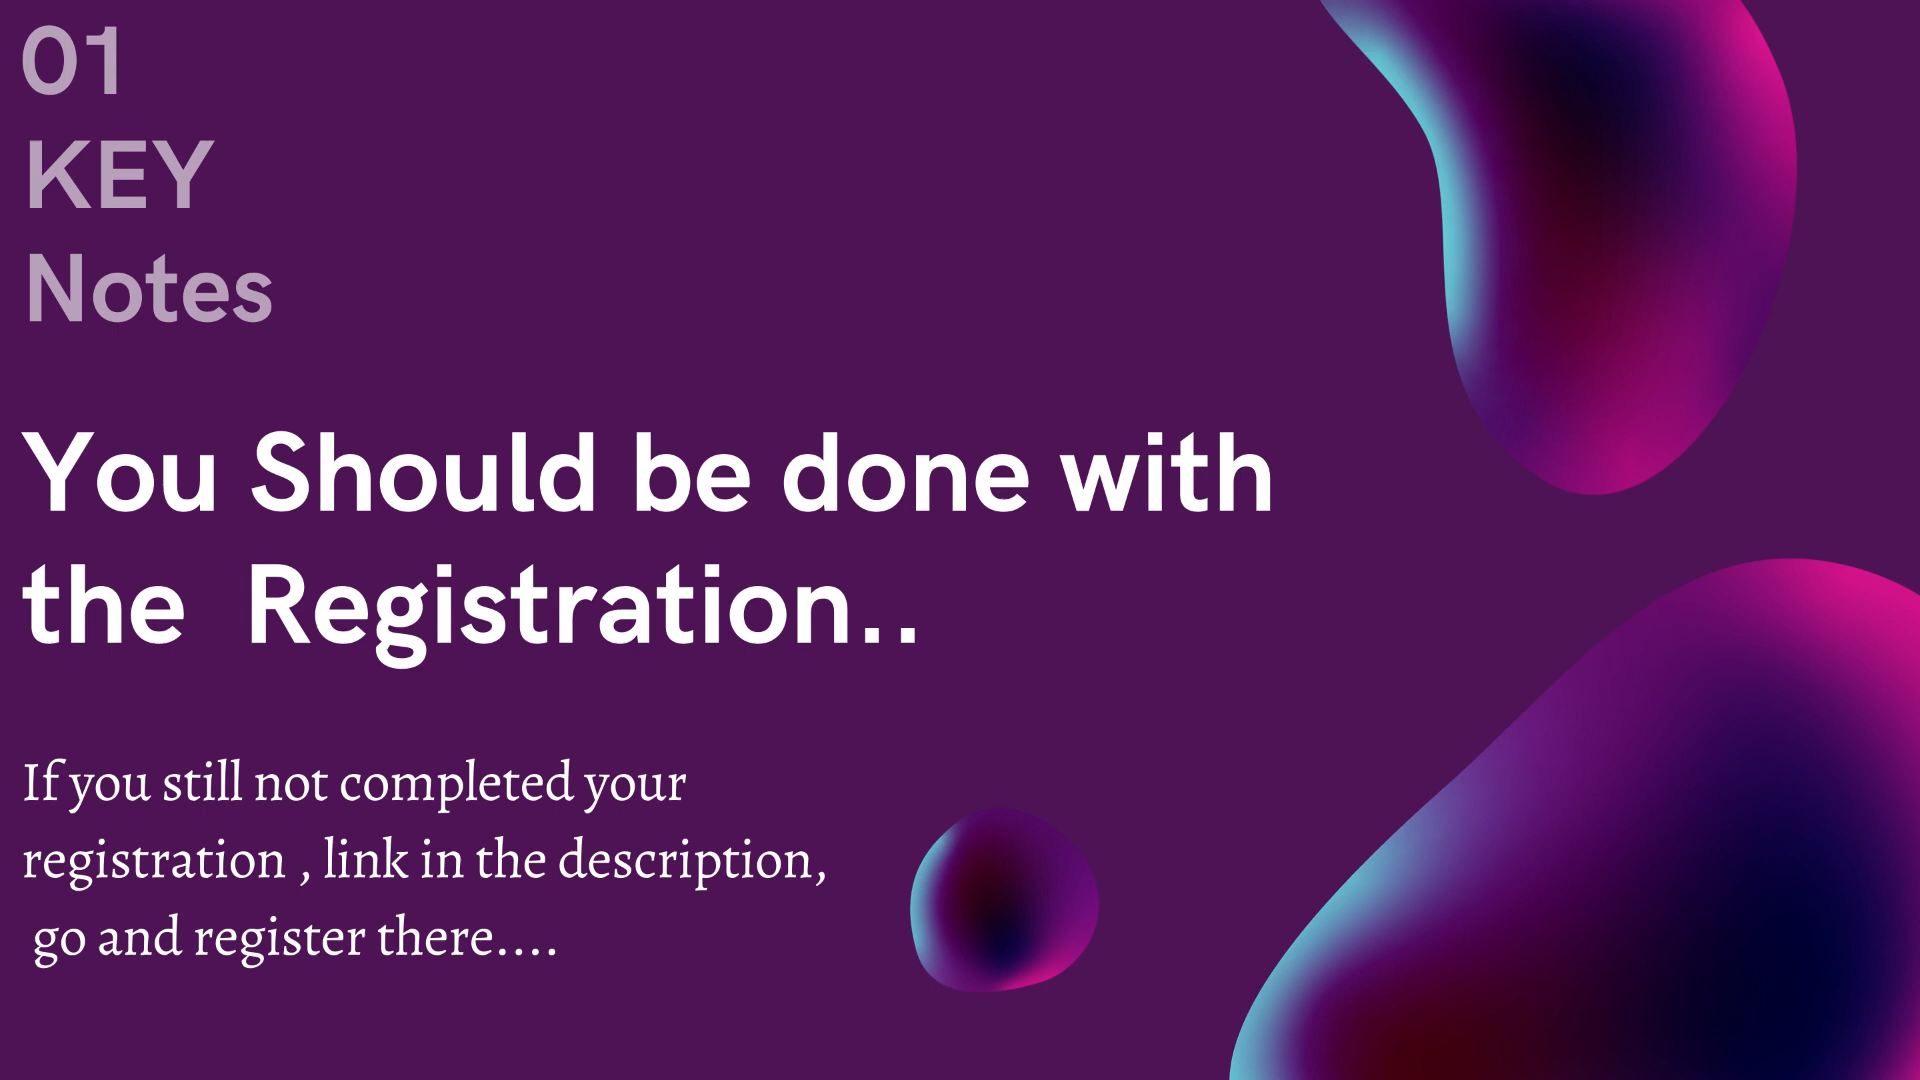 01
KEY
Notes
You Should be done with
the  Registration..
If you still not completed your
registration , link in the description,
go and register there....